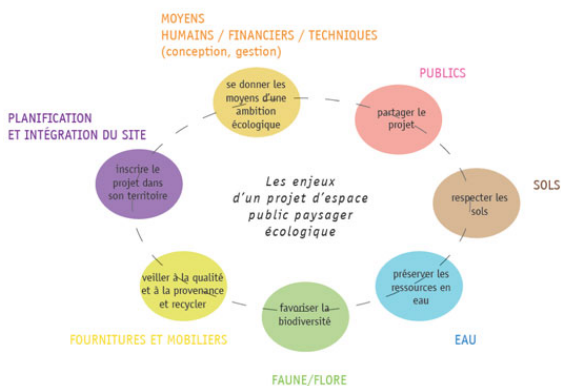 MOYENS
HUMAINS / FINANCIERS / TECHNIQUES
(conception, gestion)
se donner les
moyens d'une
ambition
écologique
PUBLICS
partager le
projet
PLANIFICATION
ET INTÉGRATION DU SITE
inscrire le
projet dans
son territoire
Les enjeux
d'un projet d'espace
public paysager
écologique
SOLS
respecter les
sols
veiller à la qualité
et à la provenance
et recycler
FOURNITURES ET MOBILIERS
préserver les
ressources en
eau
EAU
favoriser la
biodiversité
FAUNE/FLORE